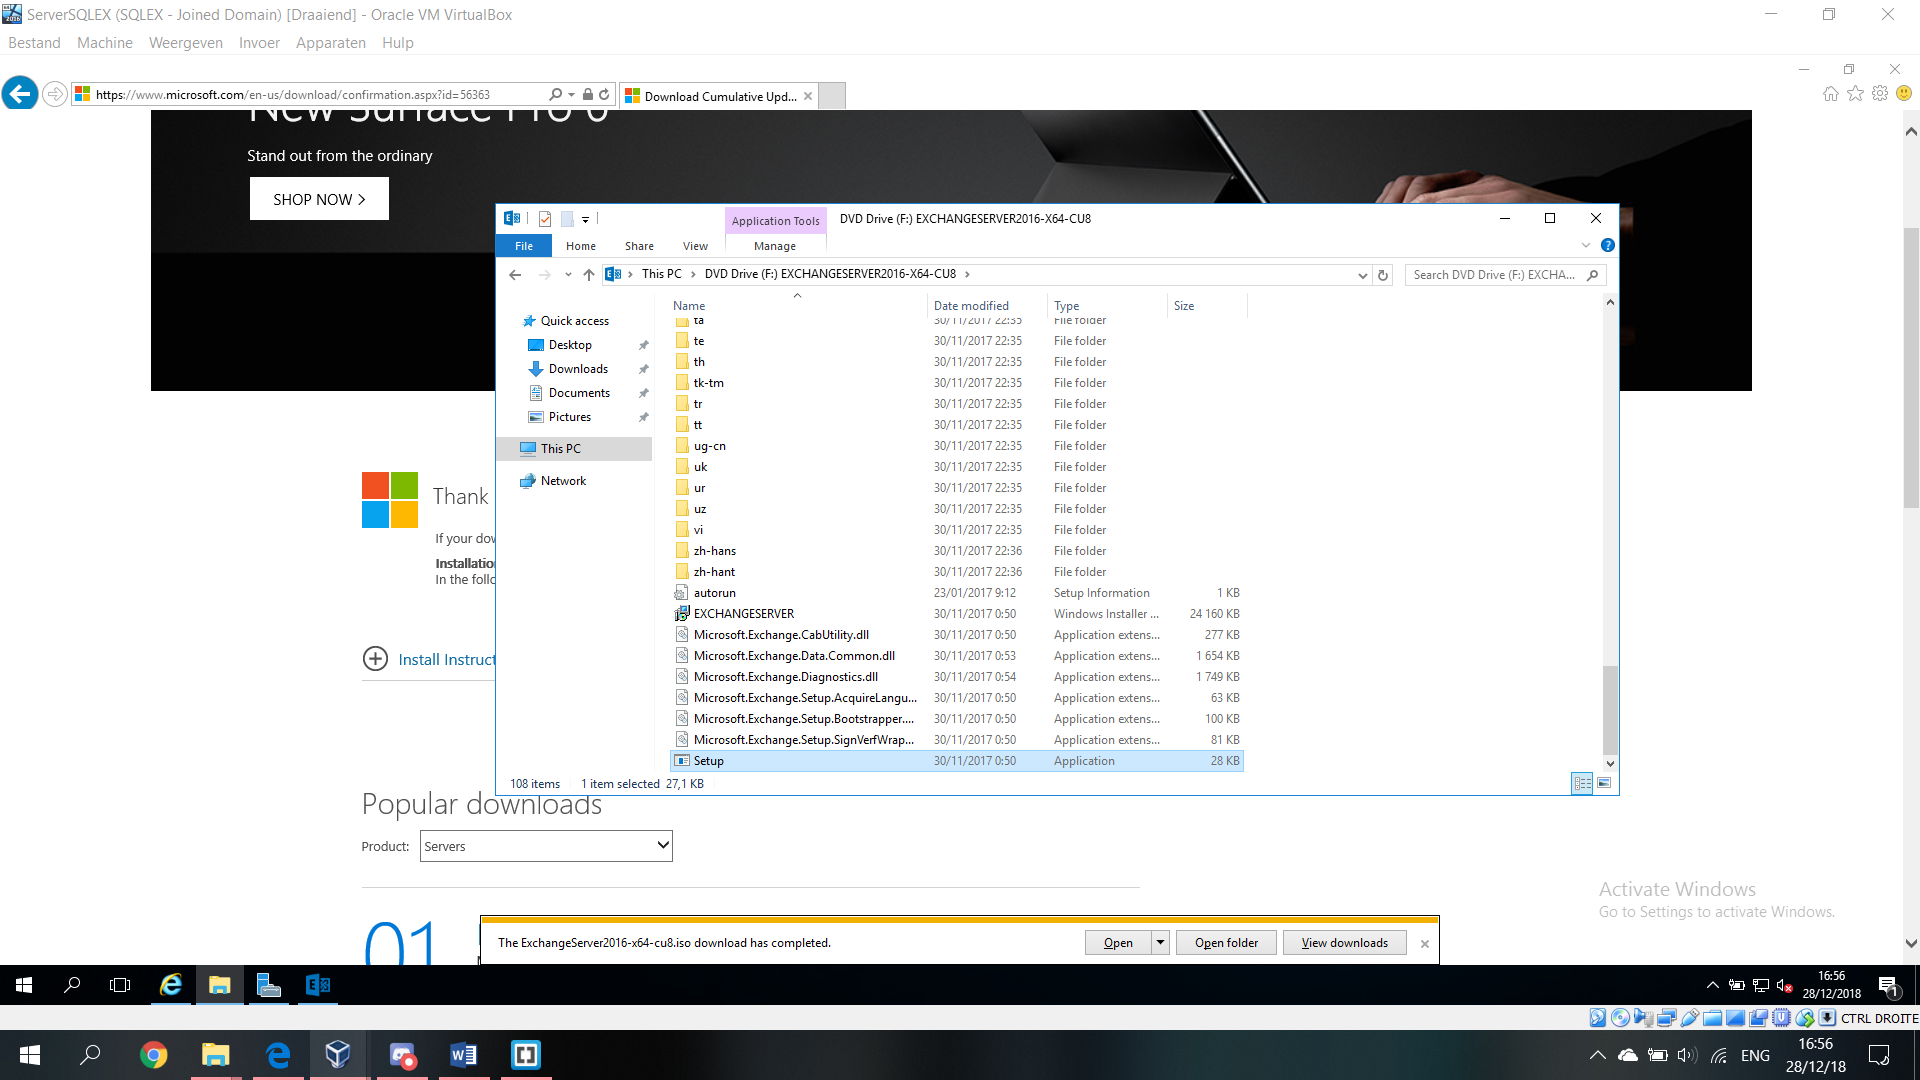 ServerSQLEX (SQLEX - Joined Domain) [Draaiend] - Oracle VM VirtualBox
Bestand Machine Weergeven Invoer Apparaten Hulp
https://www.microsoft.com/en-us/download/confirmation.aspx?id=56363
Download Cumulative Upd...
New Surface Pro 6
Stand out from the ordinary
SHOP NOW
Application Tools
DVD Drive (F:) EXCHANGESERVER2016-X64-CU8
File Home Share View Manage
This PC DVD Drive (F:) EXCHANGESERVER2016-X64-CU8
Search DVD Drive (F:) EXCHA...
Name Date modified Type Size
Quick access
Desktop
Downloads
Documents
Pictures
This PC
Network
ta 30/11/2017 22:35 File folder
te 30/11/2017 22:35 File folder
th 30/11/2017 22:35 File folder
tk-tm 30/11/2017 22:35 File folder
tr 30/11/2017 22:35 File folder
tt 30/11/2017 22:35 File folder
ug-cn 30/11/2017 22:35 File folder
uk 30/11/2017 22:35 File folder
ur 30/11/2017 22:35 File folder
uz 30/11/2017 22:35 File folder
vi 30/11/2017 22:35 File folder
zh-hans 30/11/2017 22:36 File folder
zh-hant 30/11/2017 22:36 File folder
autorun 23/01/2017 9:12 Setup Information 1 KB
EXCHANGESERVER 30/11/2017 0:50 Windows Installer ... 24 160 KB
Microsoft.Exchange.CabUtility.dll 30/11/2017 0:50 Application extens... 277 KB
Microsoft.Exchange.Data.Common.dll 30/11/2017 0:53 Application extens... 1 654 KB
Microsoft.Exchange.Diagnostics.dll 30/11/2017 0:54 Application extens... 1 749 KB
Microsoft.Exchange.Setup.AcquireLangu... 30/11/2017 0:50 Application extens... 63 KB
Microsoft.Exchange.Setup.Bootstrapper.... 30/11/2017 0:50 Application extens... 100 KB
Microsoft.Exchange.Setup.SignVerfWrap... 30/11/2017 0:50 Application extens... 81 KB
Setup 30/11/2017 0:50 Application 28 KB
108 items 1 item selected 27,1 KB
Thank
If your dow
Installation
In the follo
Install Instruct
Popular downloads
Product: Servers
01
Activate Windows
Go to Settings to activate Windows.
The ExchangeServer2016-x64-cu8.iso download has completed.
Open Open folder View downloads
16:56
28/12/2018
1
CTRL DROITE
ENG
16:56
28/12/18